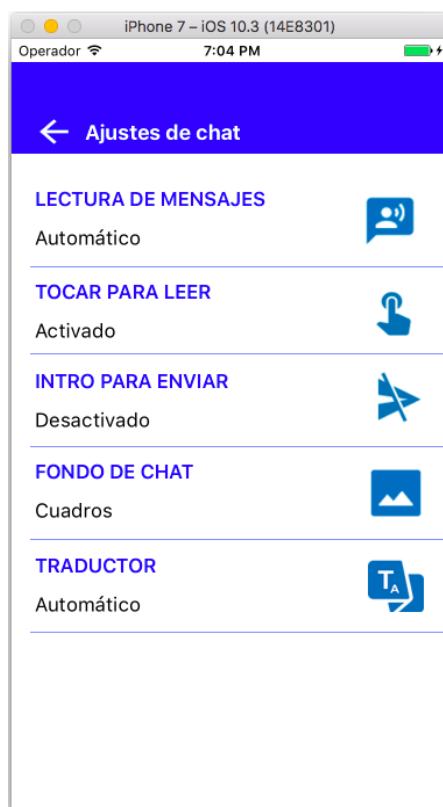 iPhone 7 – iOS 10.3 (14E8301)
Operador 7:04 PM
Ajustes de chat
LECTURA DE MENSAJES
Automático
TOCAR PARA LEER
Activado
INTRO PARA ENVIAR
Desactivado
FONDO DE CHAT
Cuadros
TRADUCTOR
Automático
TA